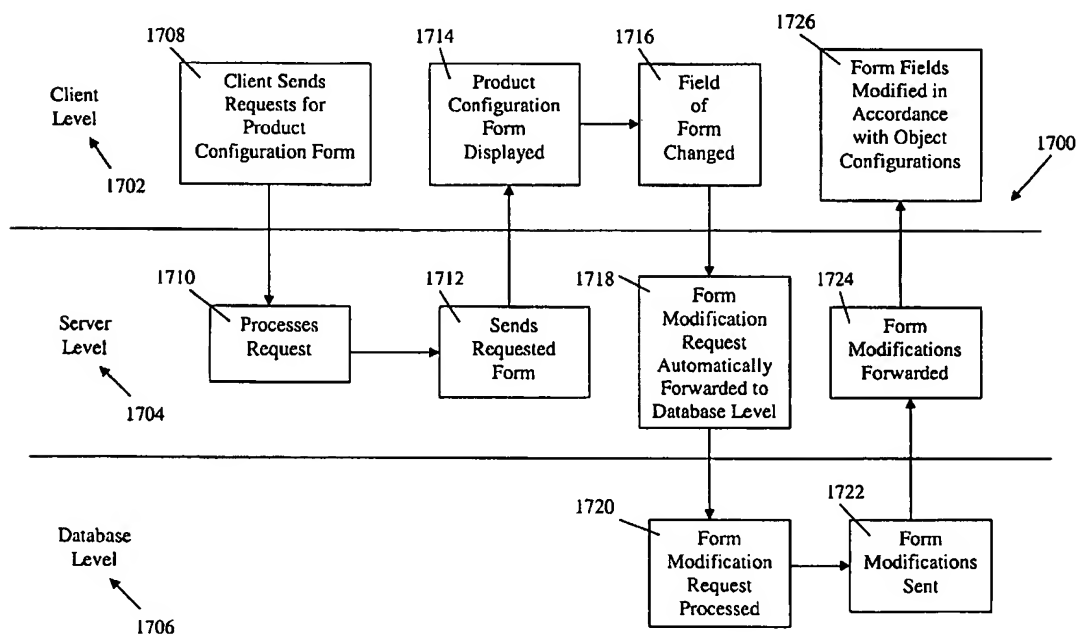 1708
Client Sends
Requests for
Product
Configuration Form
1714
Product
Configuration
Form
Displayed
1716
Field
of
Form
Changed
1726
Form Fields
Modified in
Accordance
with Object
Configurations
Client
Level
1702
1700
1710
Processes
Request
1712
Sends
Requested
Form
1718
Form
Modification
Request
Automatically
Forwarded to
Database Level
1724
Form
Modifications
Forwarded
Server
Level
1704
1720
Form
Modification
Request
Processed
1722
Form
Modifications
Sent
Database
Level
1706